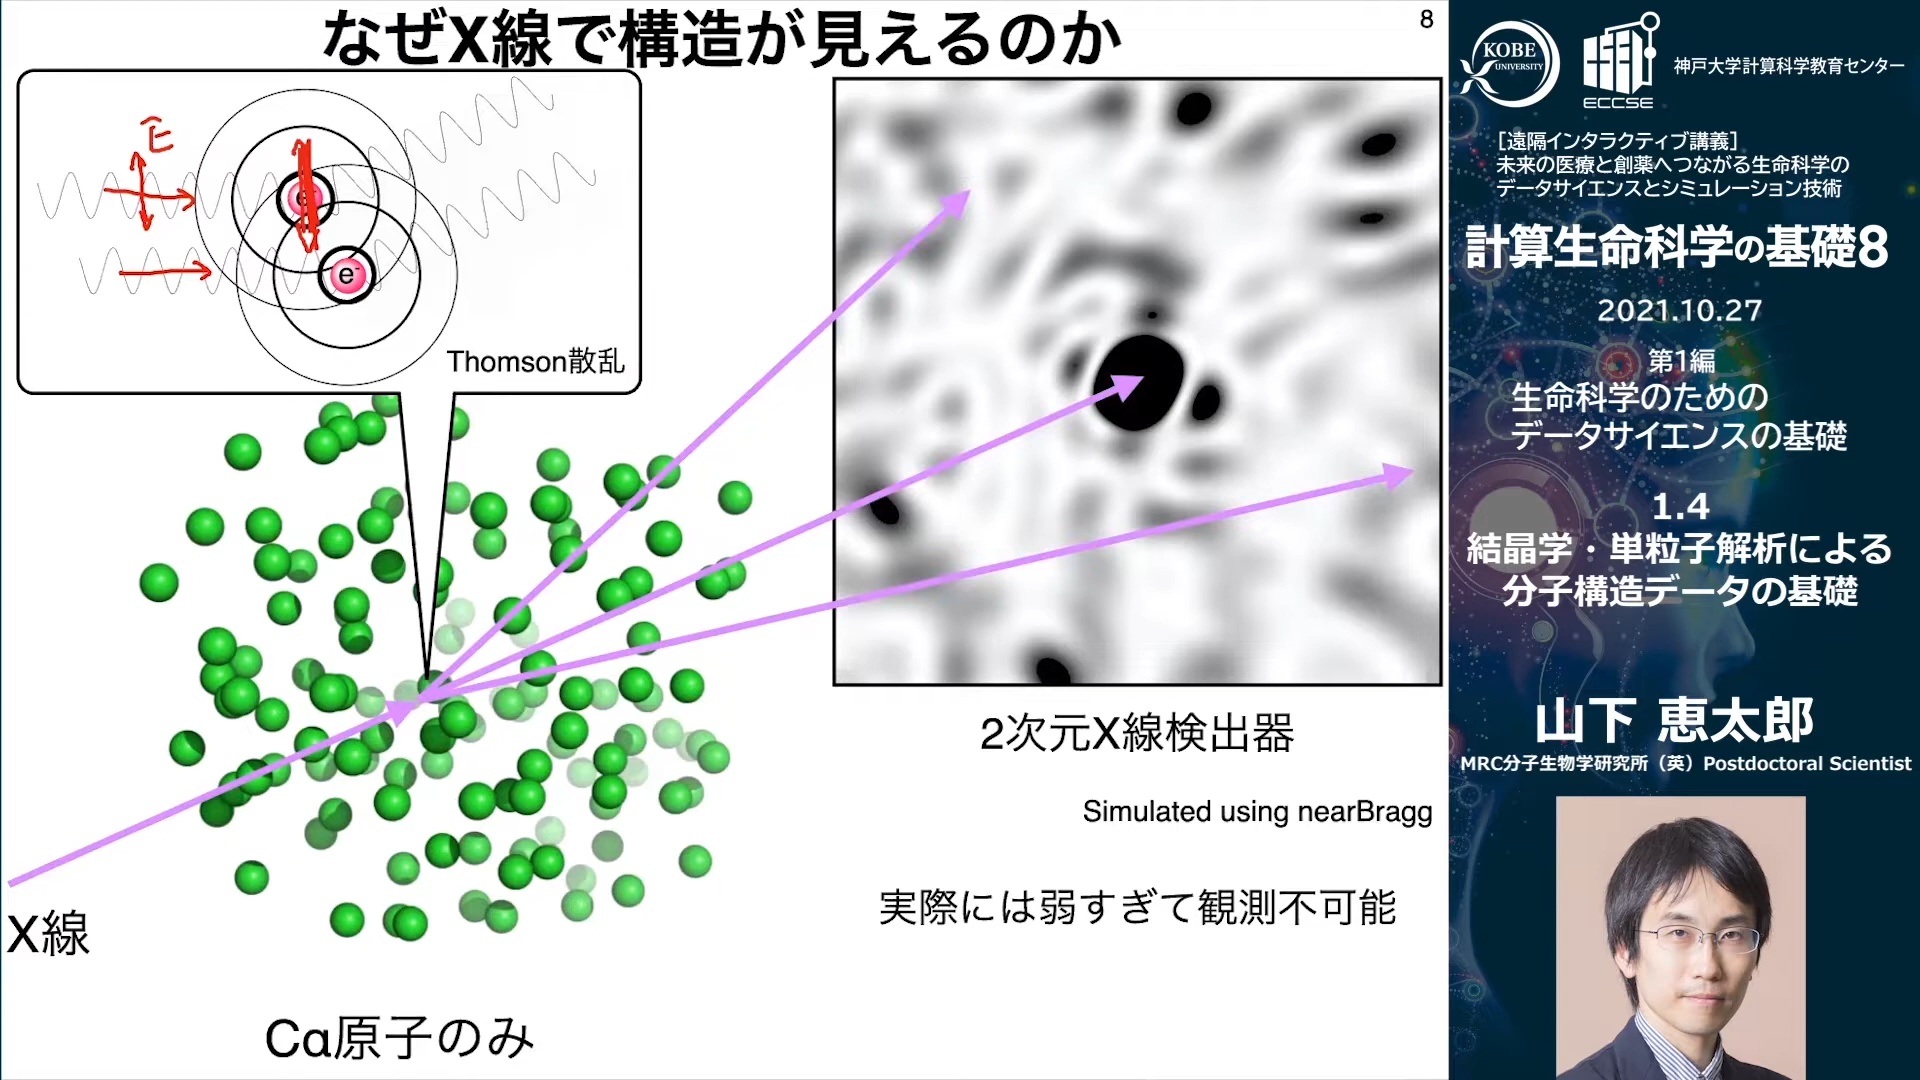 なぜX線で構造が見えるのか
8
E
e-
e-
Thomson散乱
2次元X線検出器
Simulated using nearBragg
実際には弱すぎて観測不可能
X線
Cα原子のみ
KOBE
UNIVERSITY
ECCSE
神戸大学計算科学教育センター
［遠隔インタラクティブ講義］
未来の医療と創薬へつながる生命科学の
データサイエンスとシミュレーション技術
計算生命科学の基礎8
2021.10.27
第1編
生命科学のための
データサイエンスの基礎
1.4
結晶学・単粒子解析による
分子構造データの基礎
山下 恵太郎
MRC分子生物学研究所（英）Postdoctoral Scientist